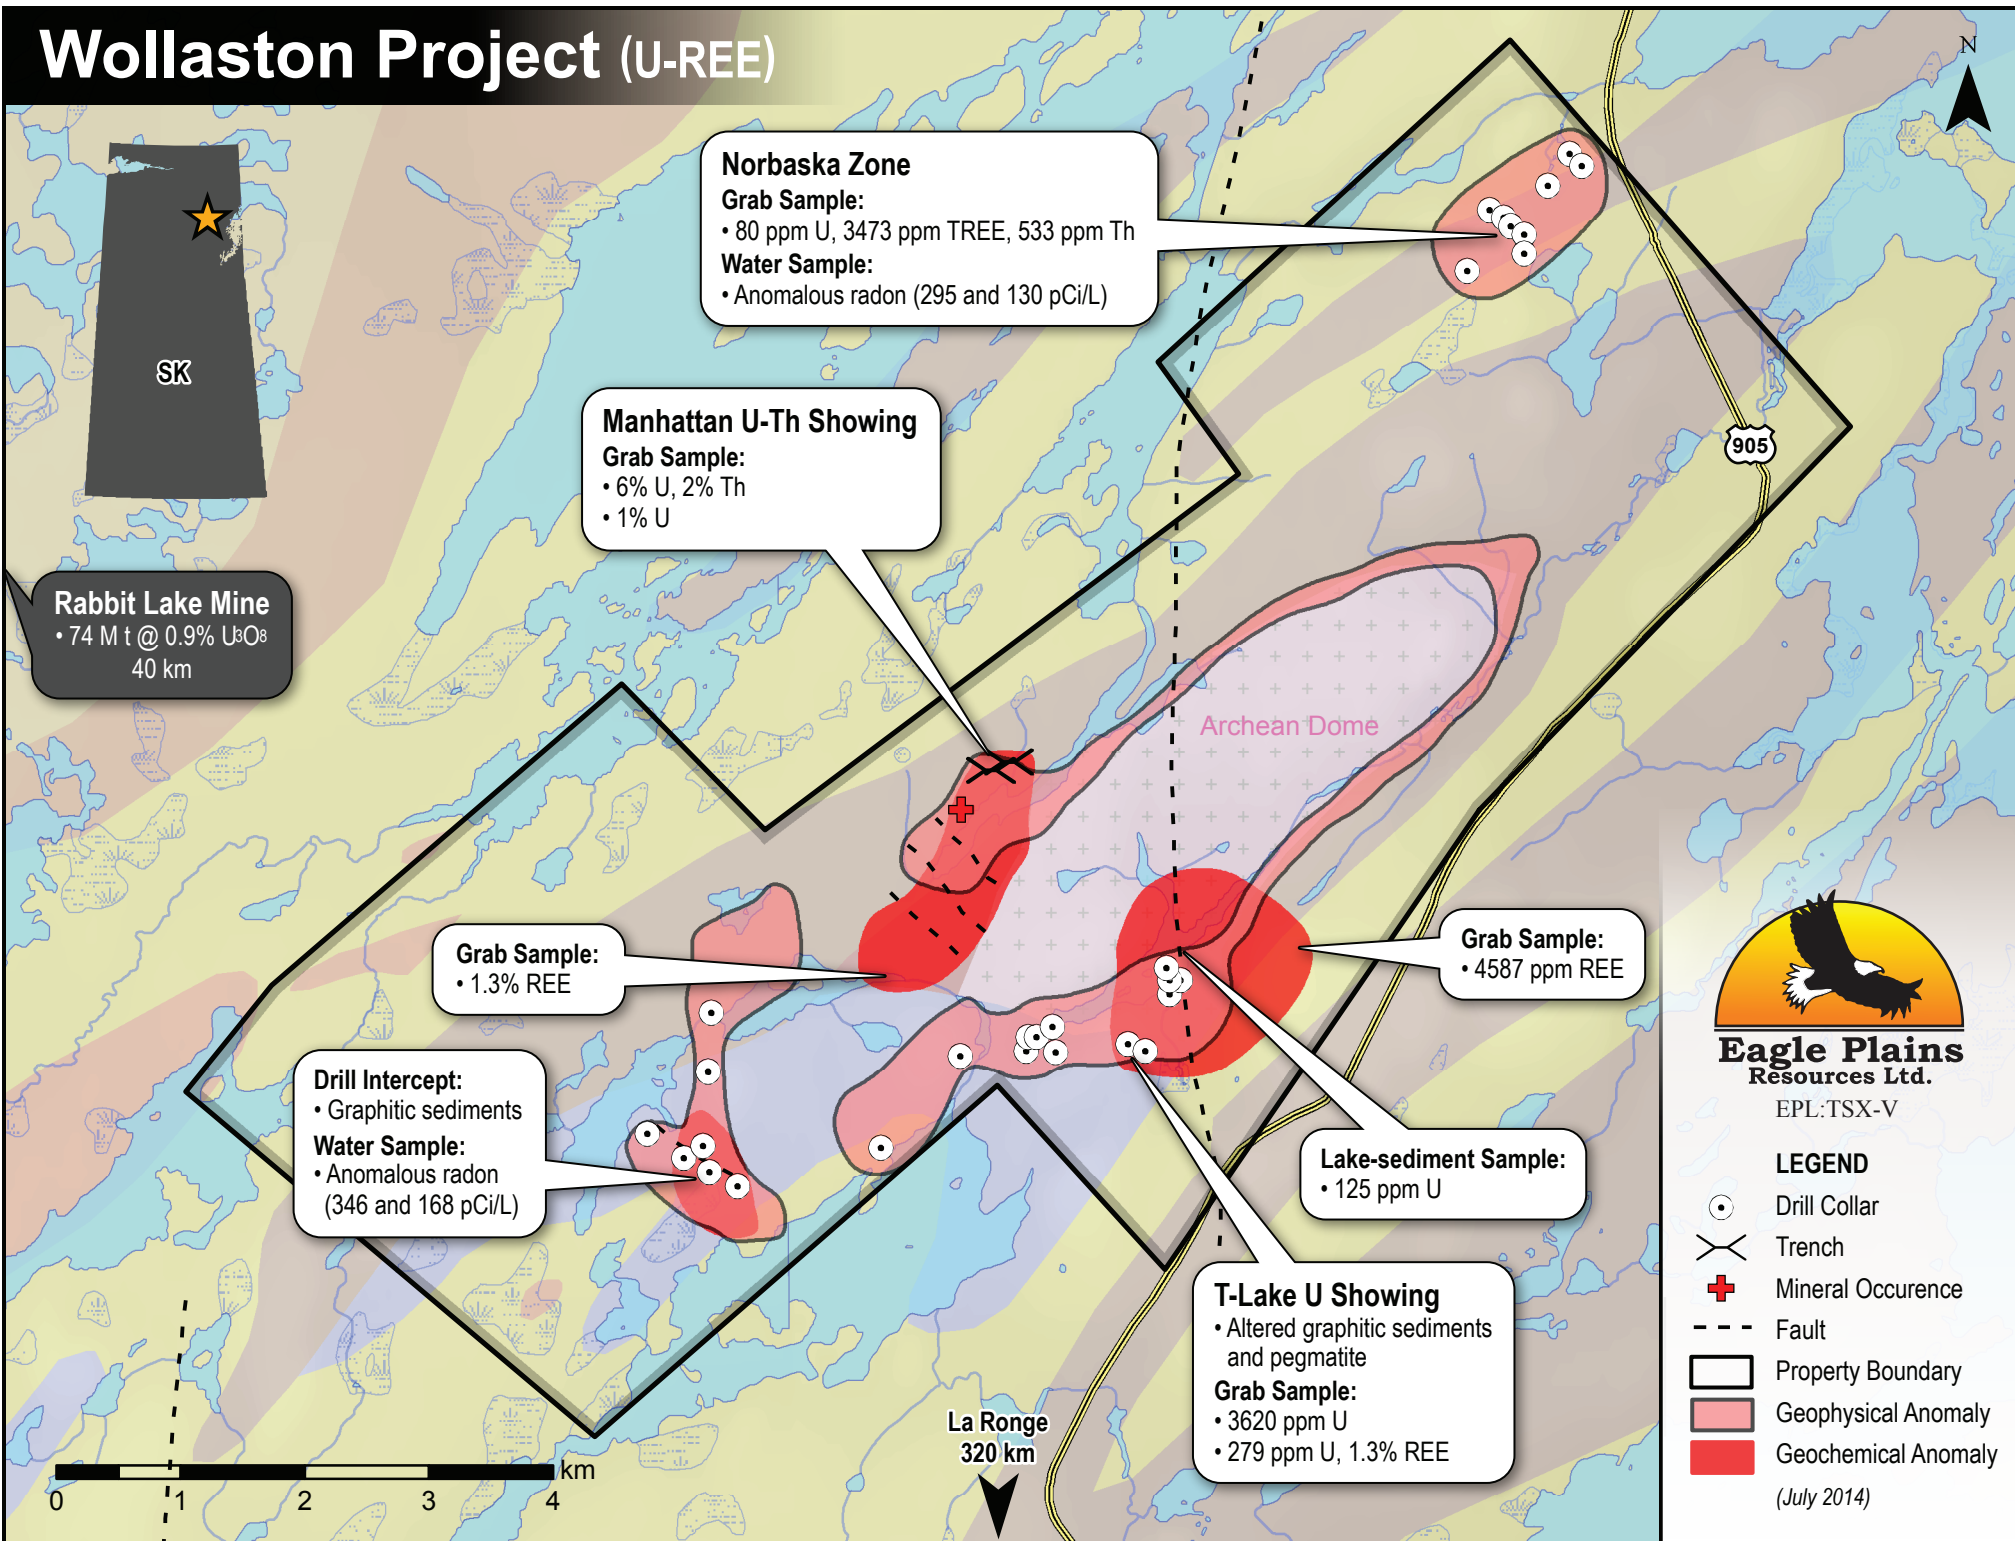 Wollaston Project (U-REE)
N
SK
Norbaska Zone
Grab Sample:
• 80 ppm U, 3473 ppm TREE, 533 ppm Th
Water Sample:
• Anomalous radon (295 and 130 pCi/L)
Manhattan U-Th Showing
Grab Sample:
• 6% U, 2% Th
• 1% U
905
Rabbit Lake Mine
• 74 M t @ 0.9% U3O8
40 km
Archean Dome
Grab Sample:
• 1.3% REE
Grab Sample:
• 4587 ppm REE
Drill Intercept:
• Graphitic sediments
Water Sample:
• Anomalous radon
(346 and 168 pCi/L)
Lake-sediment Sample:
• 125 ppm U
T-Lake U Showing
• Altered graphitic sediments
and pegmatite
Grab Sample:
• 3620 ppm U
• 279 ppm U, 1.3% REE
La Ronge
320 km
km
0 1 2 3 4
Eagle Plains
Resources Ltd.
EPL:TSX-V
LEGEND
Drill Collar
Trench
Mineral Occurence
Fault
Property Boundary
Geophysical Anomaly
Geochemical Anomaly
(July 2014)